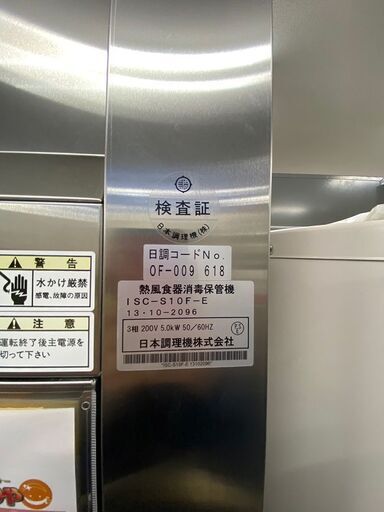 検査証
日本調理機(株)
日調コードNo.
OF-009 618
熱風食器消毒保管機
ISC-S10F-E
13-10-2096
3相 200V 5.0kW 50/60HZ
日本調理機株式会社
*ISC-S10F-E 13102096*
警告
水かけ厳禁
感電、故障の原因
注意
運転終了後主電源を
切って下さい